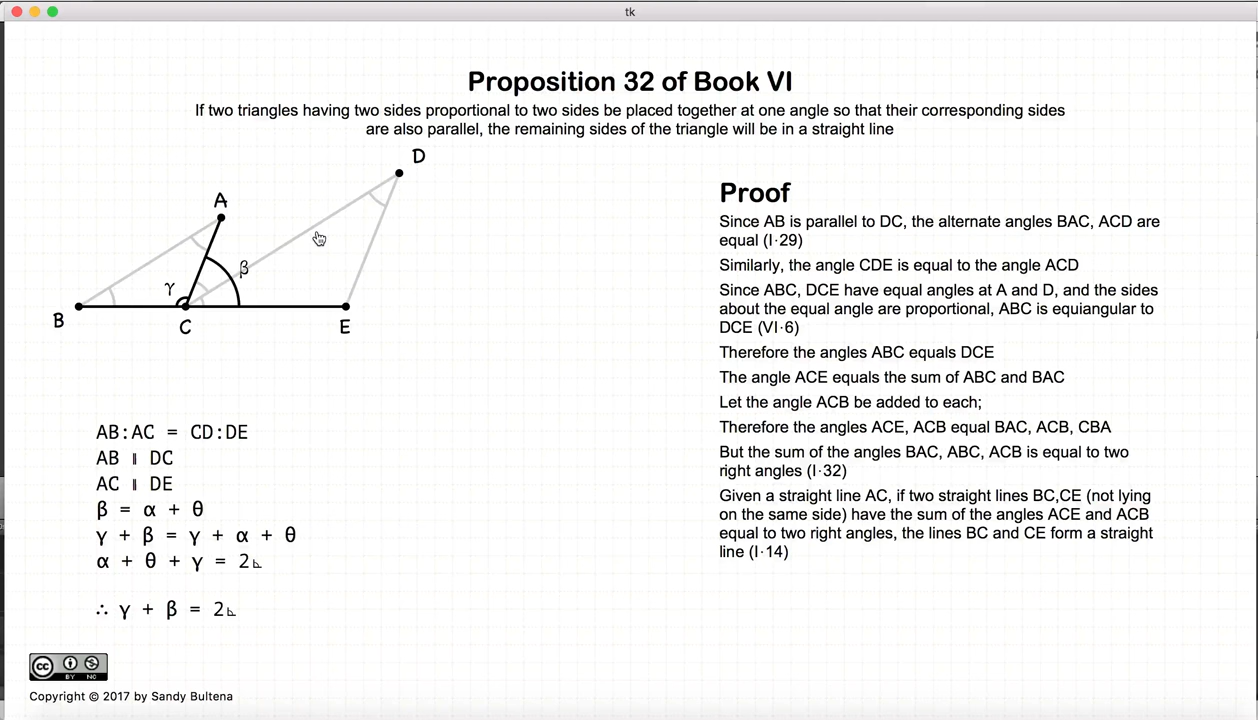 tk
Proposition 32 of Book VI
If two triangles having two sides proportional to two sides be placed together at one angle so that their corresponding sides
are also parallel, the remaining sides of the triangle will be in a straight line
D
A
β
γ
B
C
E
Proof
Since AB is parallel to DC, the alternate angles BAC, ACD are
equal (I·29)
Similarly, the angle CDE is equal to the angle ACD
Since ABC, DCE have equal angles at A and D, and the sides
about the equal angle are proportional, ABC is equiangular to
DCE (VI·6)
Therefore the angles ABC equals DCE
The angle ACE equals the sum of ABC and BAC
Let the angle ACB be added to each;
Therefore the angles ACE, ACB equal BAC, ACB, CBA
But the sum of the angles BAC, ABC, ACB is equal to two
right angles (I·32)
Given a straight line AC, if two straight lines BC,CE (not lying
on the same side) have the sum of the angles ACE and ACB
equal to two right angles, the lines BC and CE form a straight
line (I·14)
AB:AC = CD:DE
AB ∥ DC
AC ∥ DE
β = α + θ
γ + β = γ + α + θ
α + θ + γ = 2⊾
∴ γ + β = 2⊾
cc
BY NC
Copyright © 2017 by Sandy Bultena